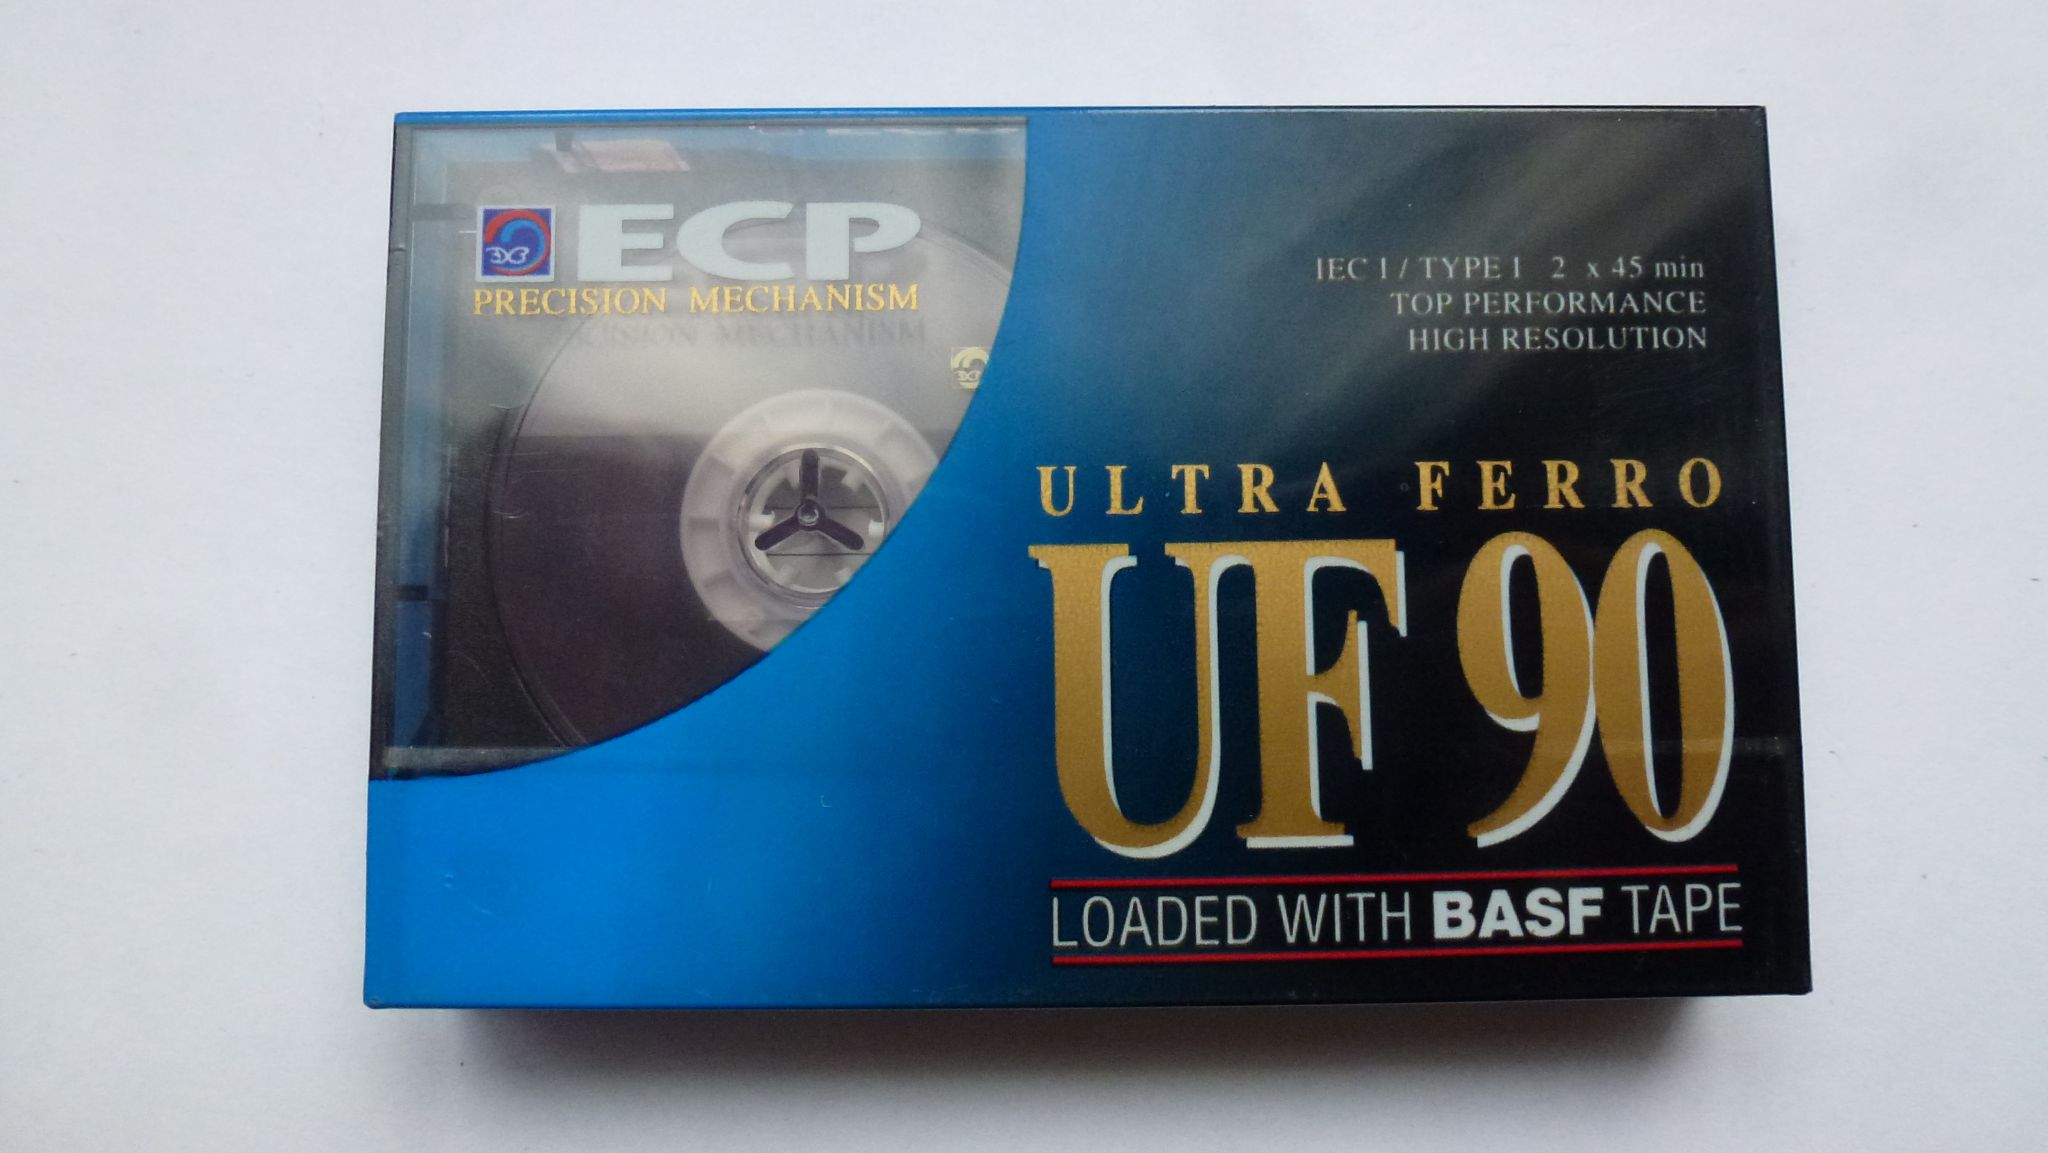 ECP
PRECISION MECHANISM
IEC I / TYPE I 2 x 45 min
TOP PERFORMANCE
HIGH RESOLUTION
ULTRA FERRO
UF 90
LOADED WITH BASF TAPE